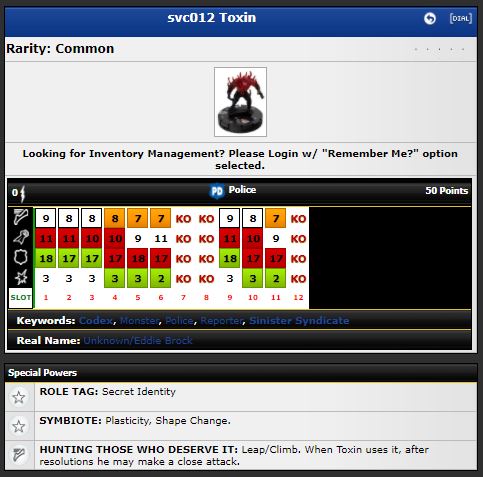 svc012 Toxin
[DIAL]
Rarity: Common
Looking for Inventory Management? Please Login w/ "Remember Me?" option
selected.
0 PD Police 50 Points
9 8 8 8 7 7 KO KO 9 8 7 KO
11 11 10 10 9 11 KO KO 11 10 9 KO
18 17 17 17 18 17 KO KO 18 17 17 KO
3 3 3 3 3 2 KO KO 3 3 2 KO
SLOT 1 2 3 4 5 6 7 8 9 10 11 12
Keywords: Codex, Monster, Police, Reporter, Sinister Syndicate
Real Name: Unknown/Eddie Brock
Special Powers
ROLE TAG: Secret Identity
SYMBIOTE: Plasticity, Shape Change.
HUNTING THOSE WHO DESERVE IT: Leap/Climb. When Toxin uses it, after
resolutions he may make a close attack.